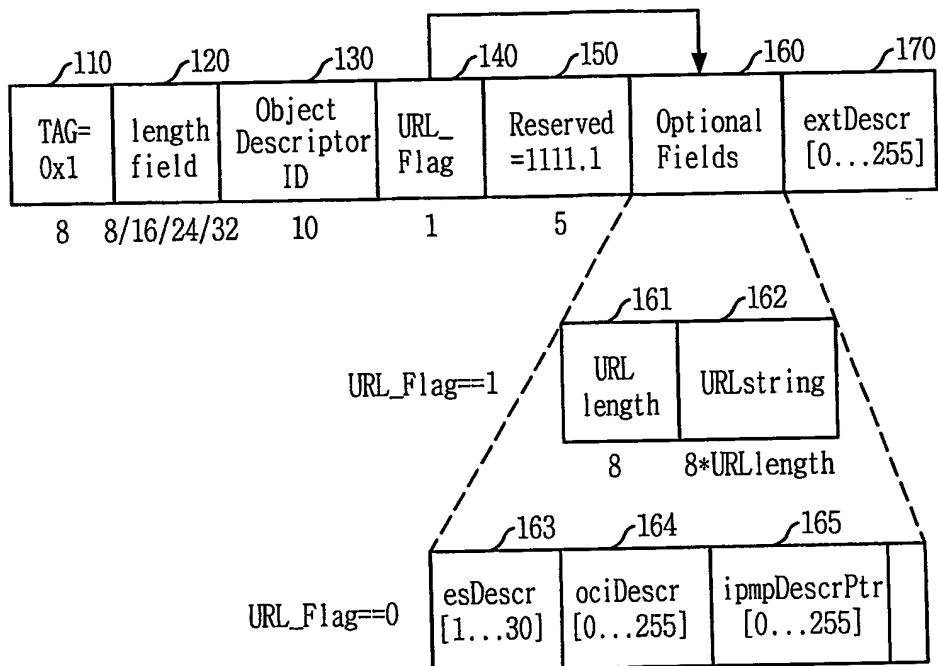 110 120 130 140 150 160 170
TAG=
0x1
length
field
Object
Descriptor
ID
URL_
Flag
Reserved
=1111.1
Optional
Fields
extDescr
[0...255]
8 8/16/24/32 10 1 5
161 162
URL_Flag==1
URL
length
URLstring
8 8*URLlength
163 164 165
URL_Flag==0
esDescr
[1...30]
ociDescr
[0...255]
ipmpDescrPtr
[0...255]